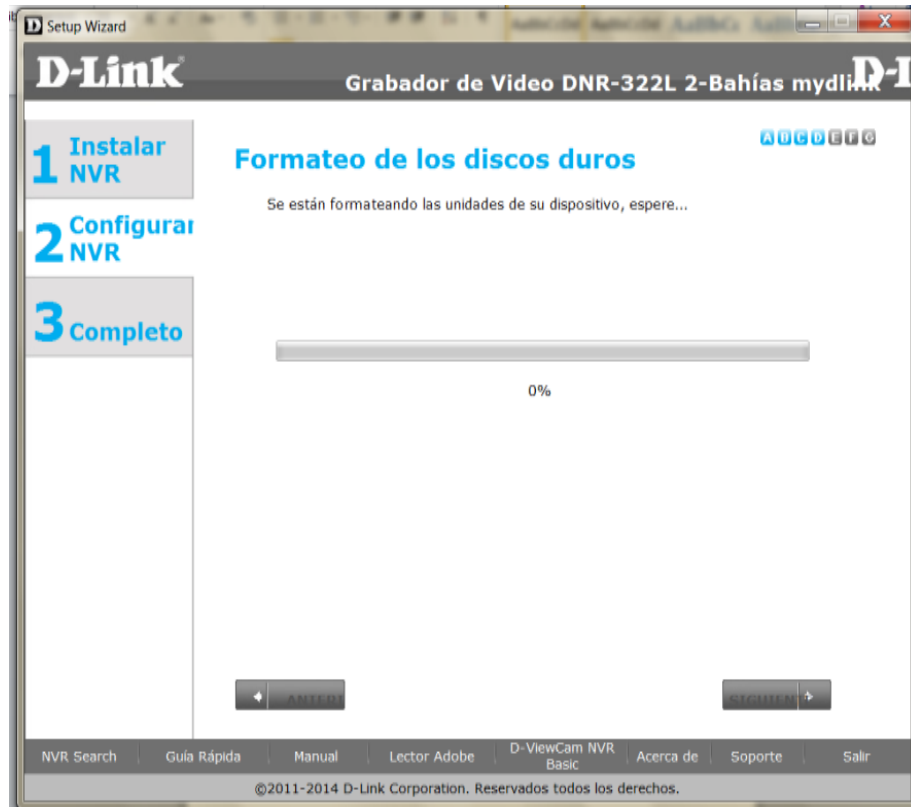 Setup Wizard
D-Link
Grabador de Video DNR-322L 2-Bahías mydlink
D-L
1 Instalar
NVR
2 Configurar
NVR
3 Completo
A B C D E F G
Formateo de los discos duros
Se están formateando las unidades de su dispositivo, espere...
0%
ANTERI
SIGUIENT
NVR Search
Guía Rápida
Manual
Lector Adobe
D-ViewCam NVR
Basic
Acerca de
Soporte
Salir
©2011-2014 D-Link Corporation. Reservados todos los derechos.